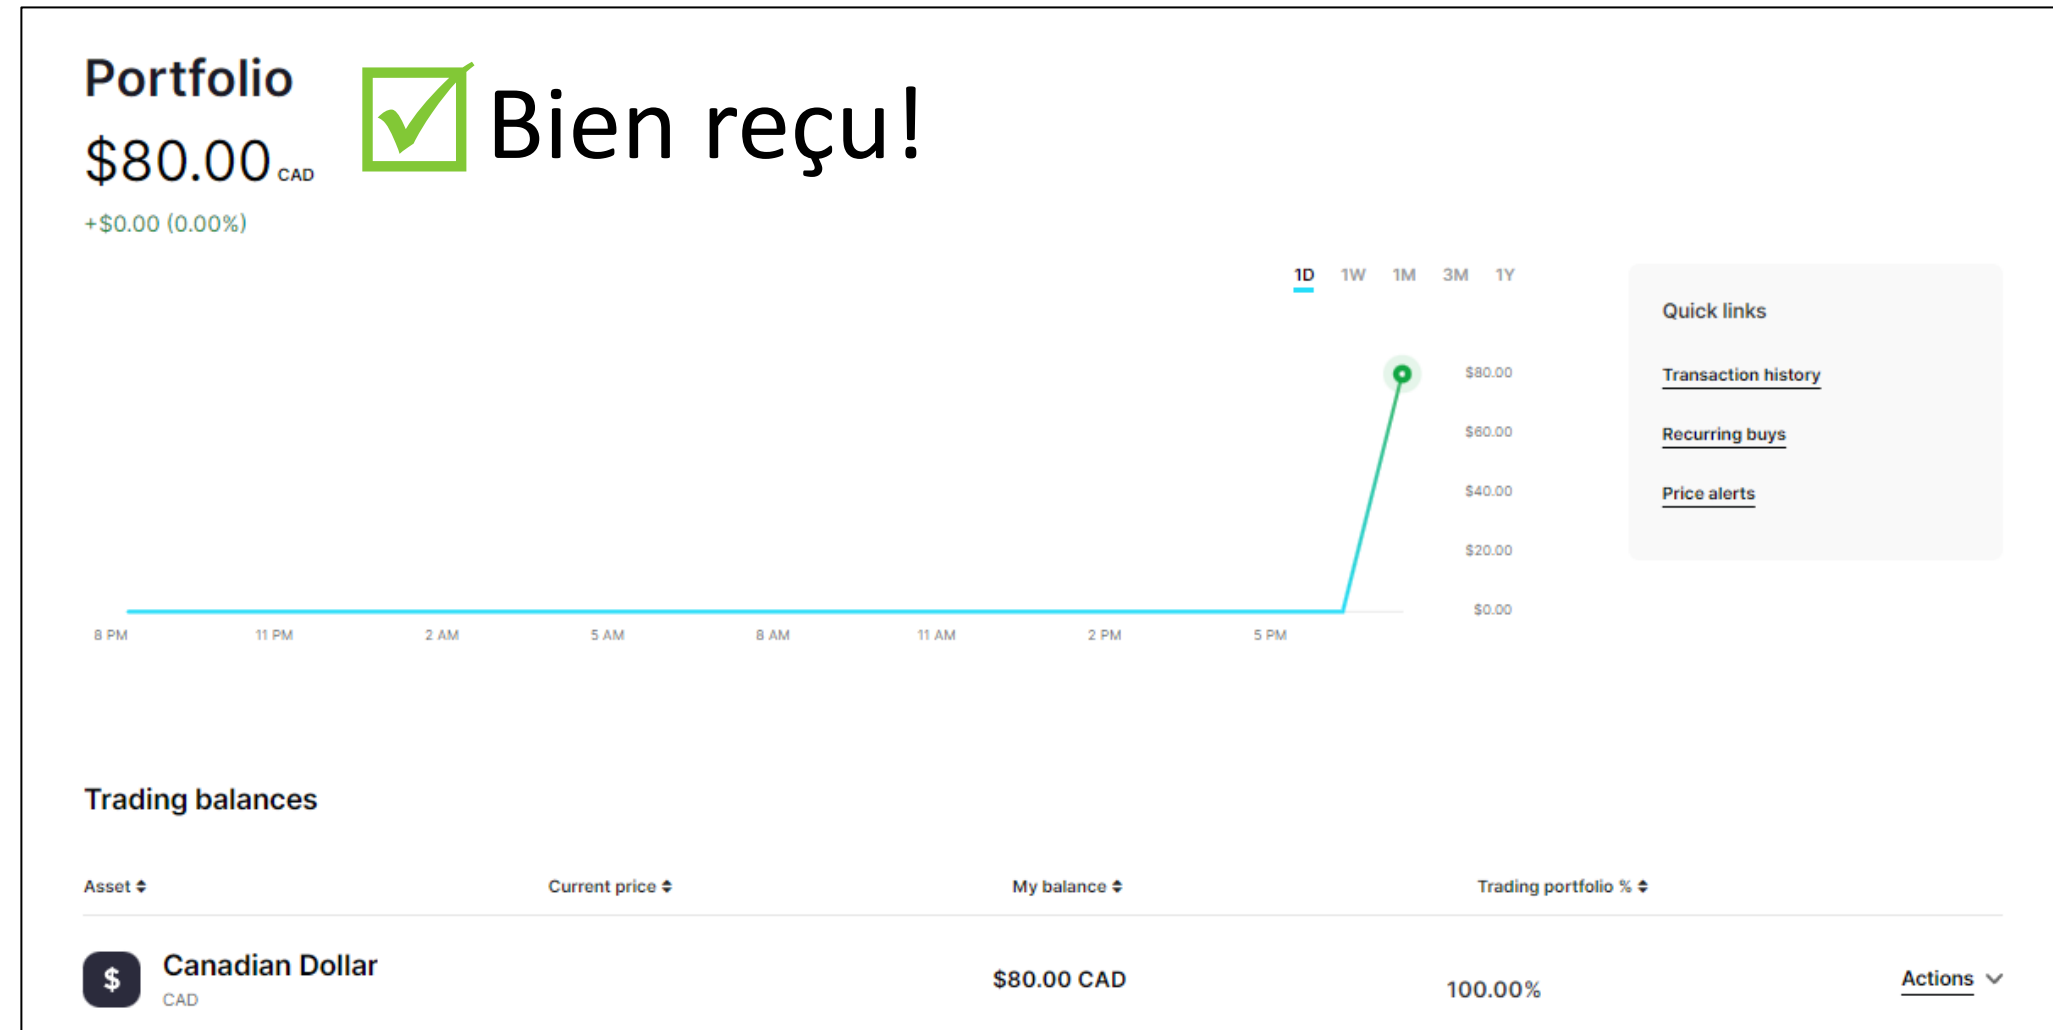 Portfolio
Bien reçu!
$80.00 CAD
+$0.00 (0.00%)
1D 1W 1M 3M 1Y
Quick links
Transaction history
Recurring buys
Price alerts
$80.00
$60.00
$40.00
$20.00
$0.00
8 PM 11 PM 2 AM 5 AM 8 AM 11 AM 2 PM 5 PM
Trading balances
Asset Current price My balance Trading portfolio %
$ Canadian Dollar $80.00 CAD 100.00% Actions
CAD